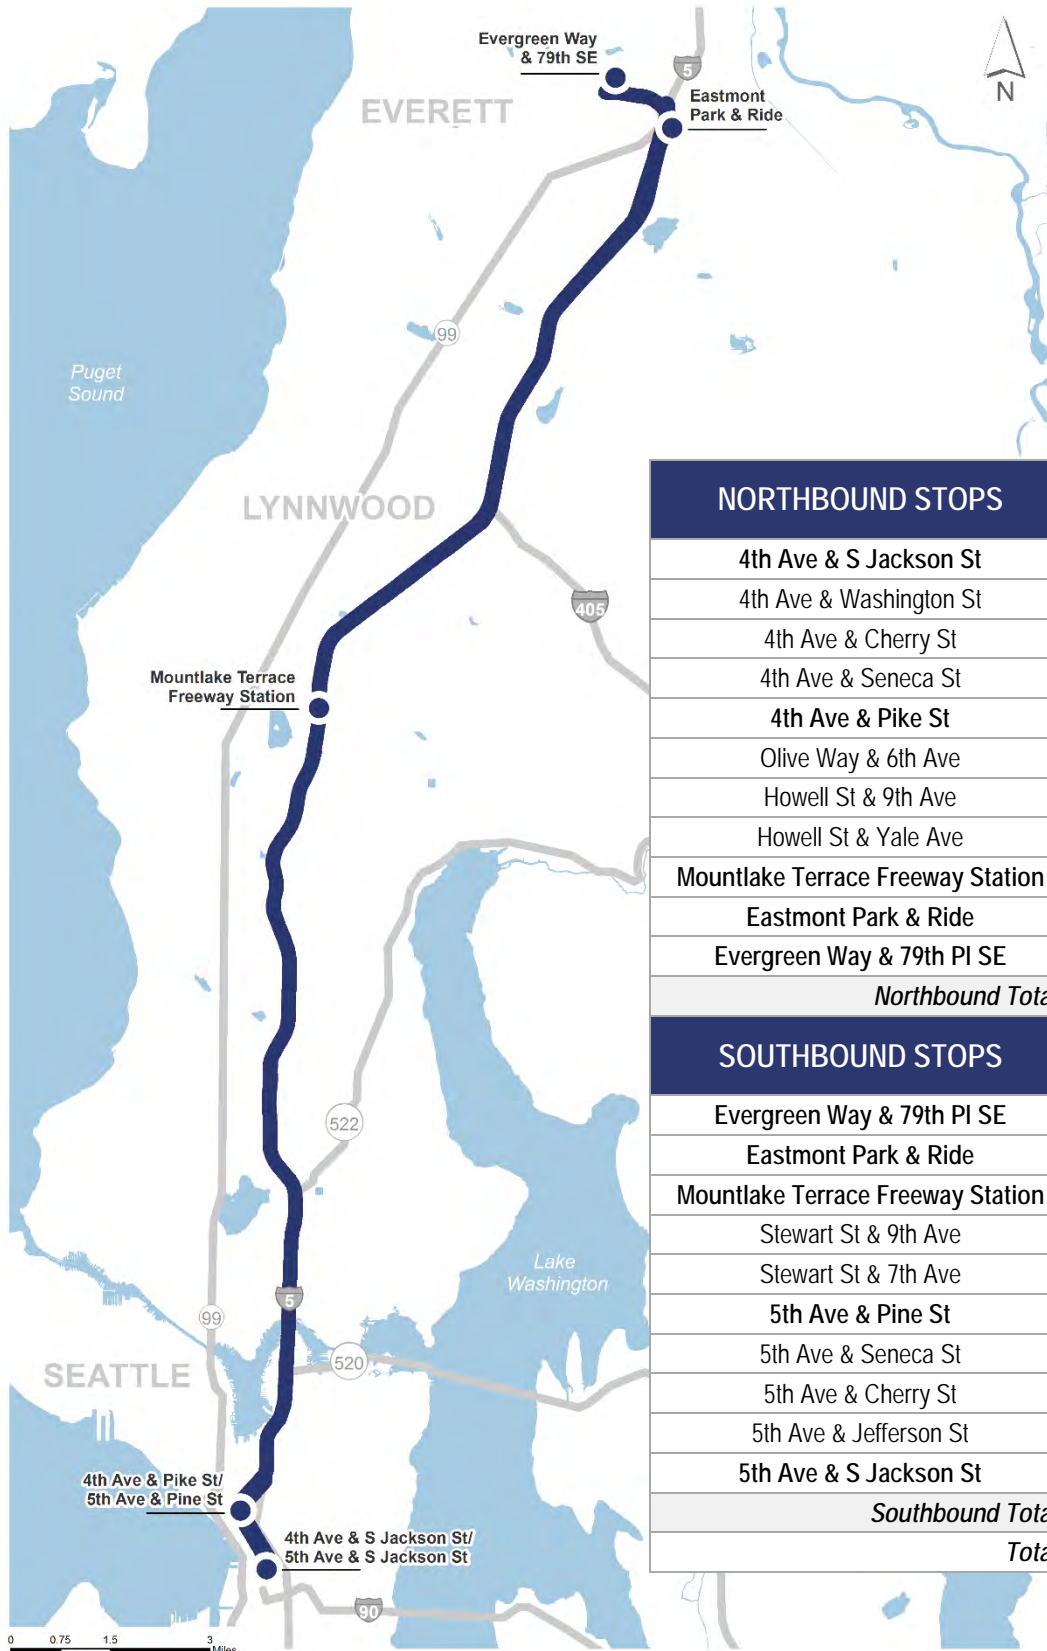 Evergreen Way
& 79th SE
5
N
EVERETT
Eastmont
Park & Ride
99
Puget
Sound
LYNNWOOD
405
Mountlake Terrace
Freeway Station
522
Lake
Washington
5
99
520
SEATTLE
4th Ave & Pike St/
5th Ave & Pine St
4th Ave & S Jackson St/
5th Ave & S Jackson St
90
0 0.75 1.5 3
Miles
NORTHBOUND STOPS
4th Ave & S Jackson St
4th Ave & Washington St
4th Ave & Cherry St
4th Ave & Seneca St
4th Ave & Pike St
Olive Way & 6th Ave
Howell St & 9th Ave
Howell St & Yale Ave
Mountlake Terrace Freeway Station
Eastmont Park & Ride
Evergreen Way & 79th Pl SE
Northbound Tota
SOUTHBOUND STOPS
Evergreen Way & 79th Pl SE
Eastmont Park & Ride
Mountlake Terrace Freeway Station
Stewart St & 9th Ave
Stewart St & 7th Ave
5th Ave & Pine St
5th Ave & Seneca St
5th Ave & Cherry St
5th Ave & Jefferson St
5th Ave & S Jackson St
Southbound Tota
Tota